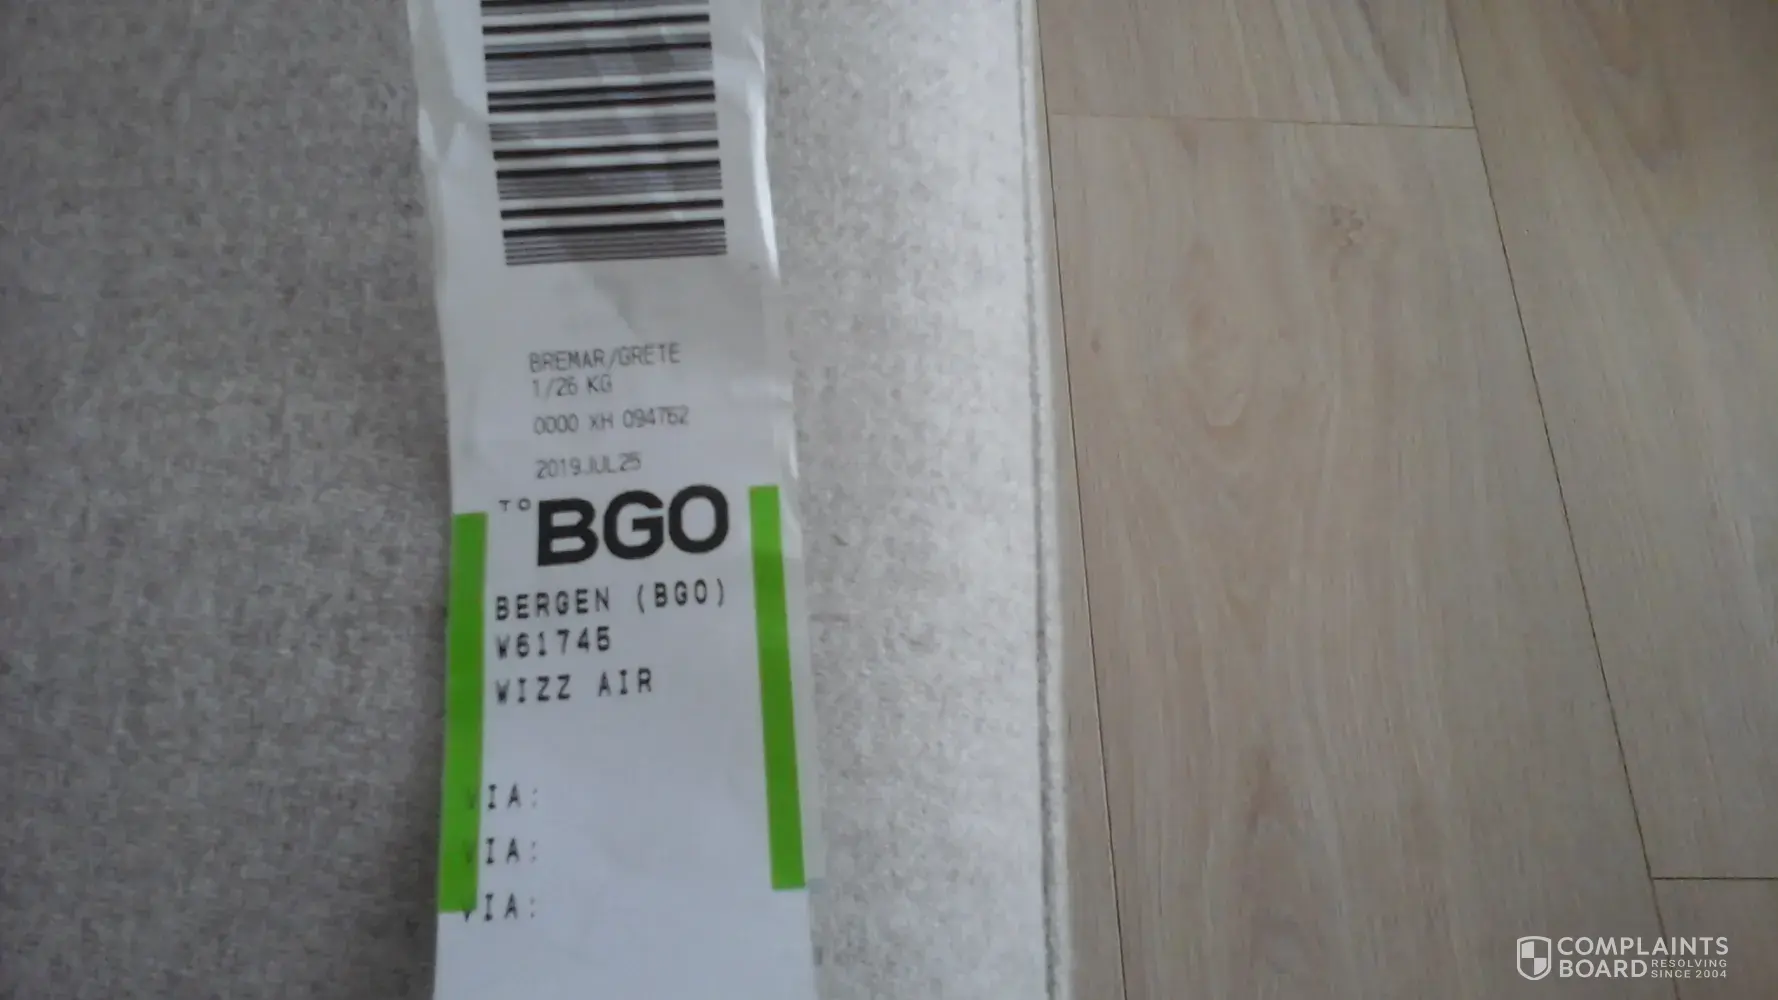 BREMAR/GRETE
1/26 KG
0000 XH 094762
2019JUL25
TO BGO
BERGEN (BGO)
W61745
WIZZ AIR
VIA:
VIA:
VIA:
COMPLAINTS
BOARD RESOLVING
SINCE 2004